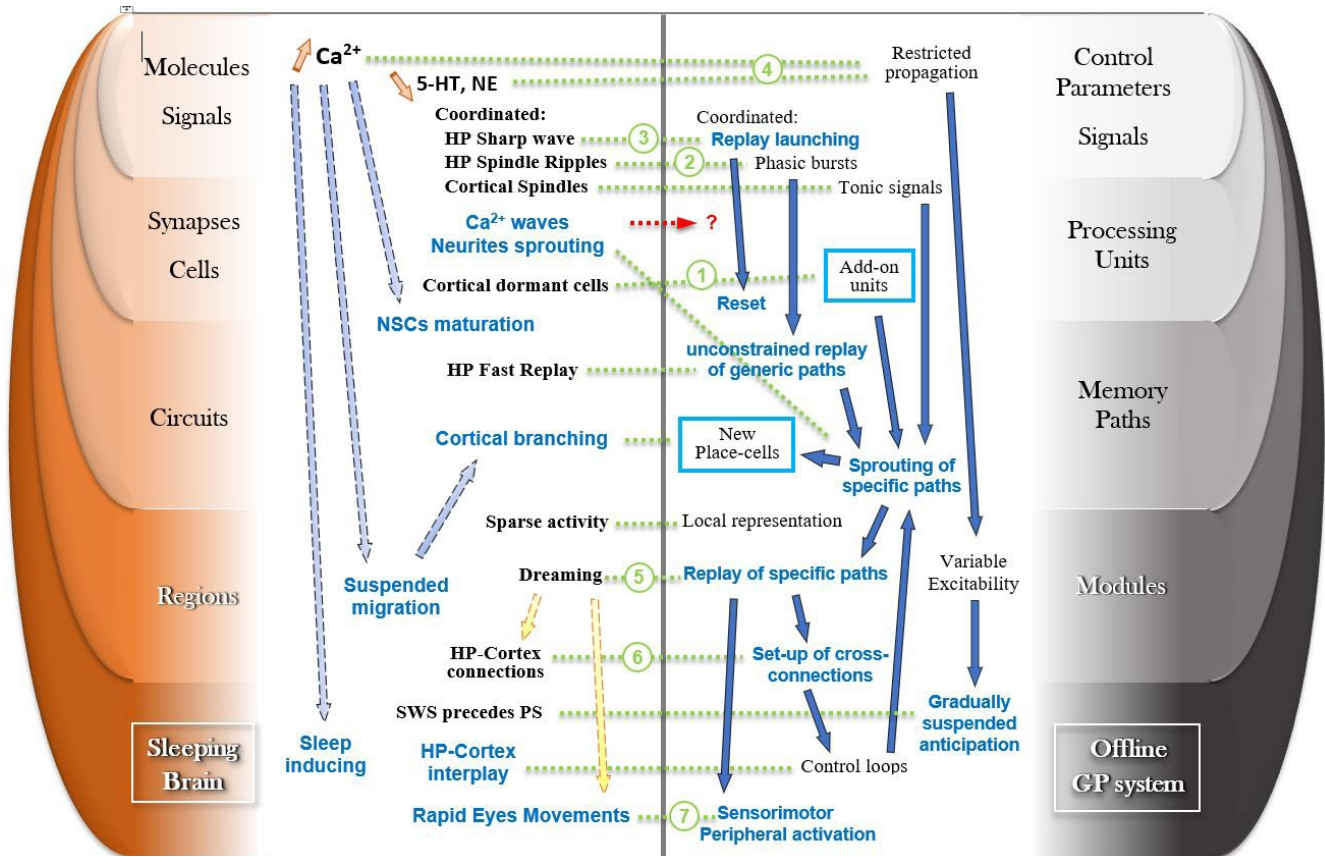 Molecules
Signals
Synapses
Cells
Circuits
Regions
Sleeping
Brain
Ca²⁺
5-HT, NE
Coordinated:
HP Sharp wave
HP Spindle Ripples
Cortical Spindles
Ca²⁺ waves
Neurites sprouting
Cortical dormant cells
NSCs maturation
HP Fast Replay
Cortical branching
Sparse activity
Dreaming
Suspended
migration
HP-Cortex
connections
SWS precedes PS
Sleep
inducing
HP-Cortex
interplay
Rapid Eyes Movements
4
3
2
?
1
5
6
7
Restricted
propagation
Coordinated:
Replay launching
Phasic bursts
Tonic signals
Add-on
units
Reset
unconstrained replay
of generic paths
New
Place-cells
Sprouting of
specific paths
Local representation
Variable
Excitability
Replay of specific paths
Set-up of cross-
connections
Gradually
suspended
anticipation
Control loops
Sensorimotor
Peripheral activation
Control
Parameters
Signals
Processing
Units
Memory
Paths
Modules
Offline
GP system